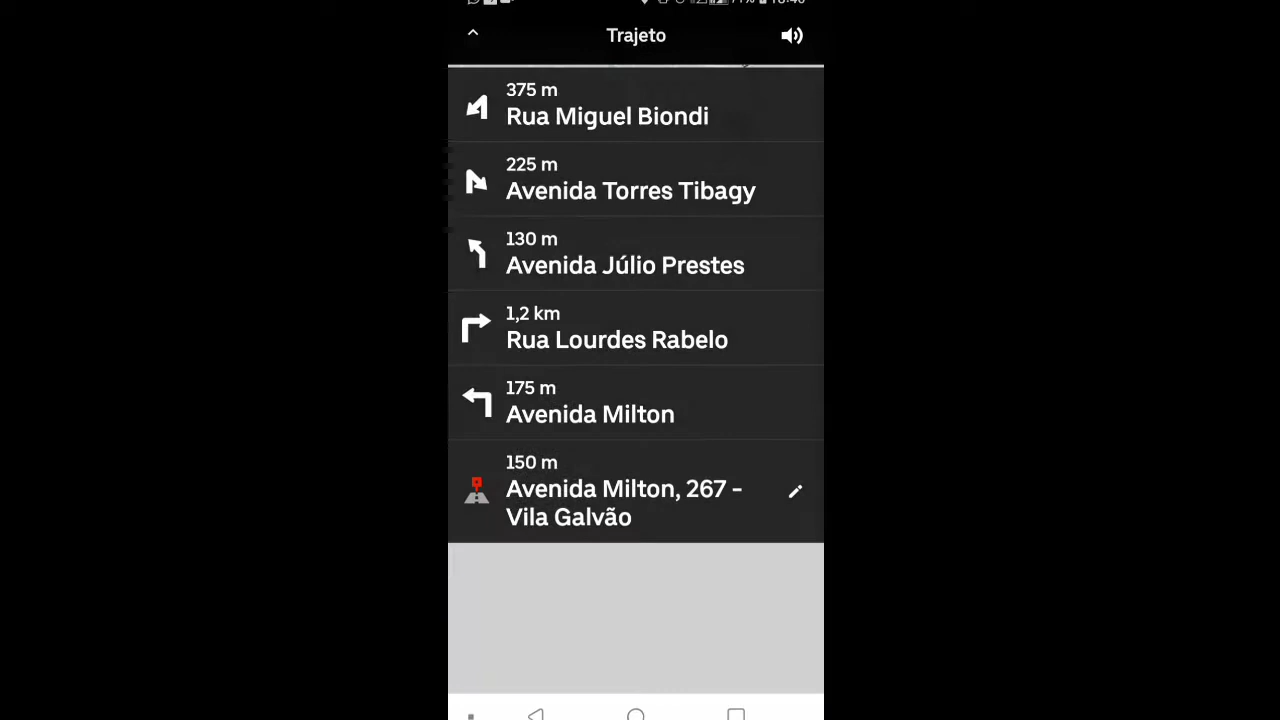 Trajeto
375 m
Rua Miguel Biondi
225 m
Avenida Torres Tibagy
130 m
Avenida Júlio Prestes
1,2 km
Rua Lourdes Rabelo
175 m
Avenida Milton
150 m
Avenida Milton, 267 -
Vila Galvão